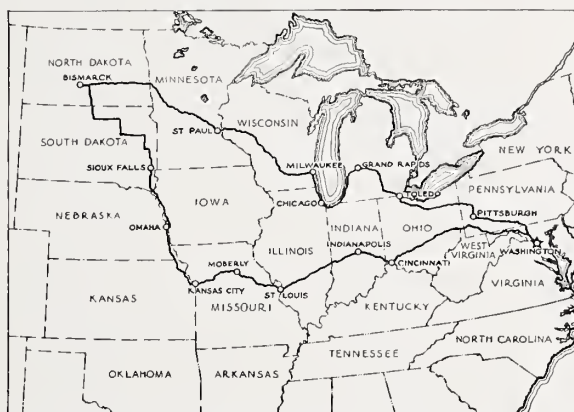 NORTH DAKOTA
BISMARCK
MINNESOTA
WISCONSIN
ST PAUL
SOUTH DAKOTA
NEW YORK
MILWAUKEE
GRAND RAPIDS
SIOUX FALLS
PENNSYLVANIA
TOLEDO
CHICAGO
IOWA
NEBRASKA
PITTSBURGH
OMAHA
INDIANA
OHIO
ILLINOIS
INDIANAPOLIS
WEST
VIRGINIA
WASHINGTON
CINCINNATI
MOBERLY
KANSAS CITY
ST LOUIS
VIRGINIA
KANSAS
MISSOURI
KENTUCKY
NORTH CAROLINA
TENNESSEE
OKLAHOMA
ARKANSAS